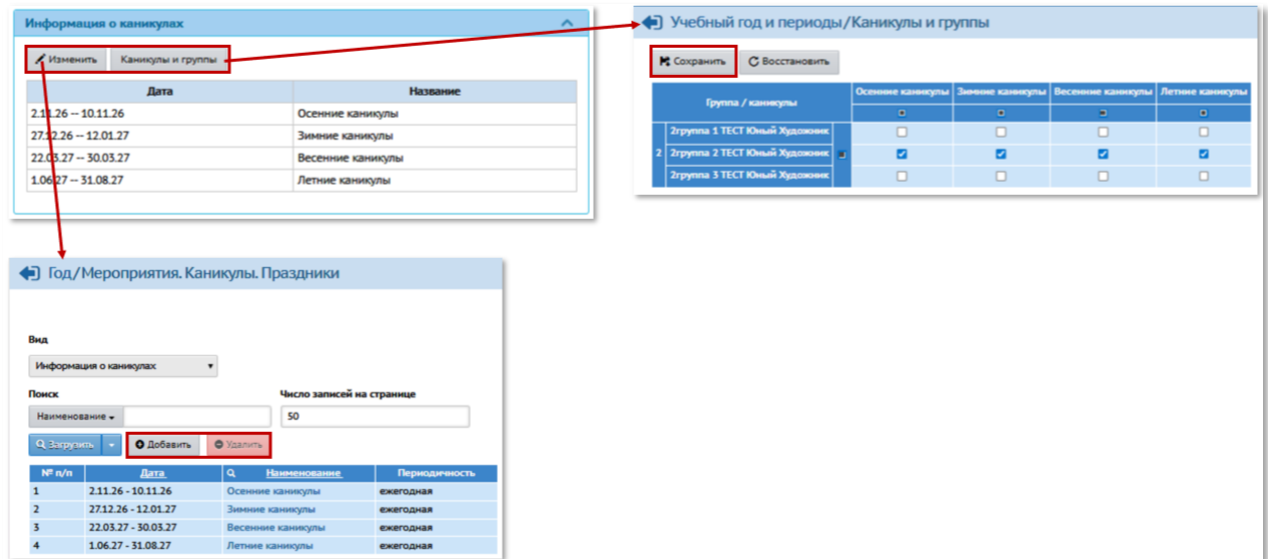 Информация о каникулах
Изменить Каникулы и группы
Дата Название
2.11.26 -- 10.11.26 Осенние каникулы
27.12.26 -- 12.01.27 Зимние каникулы
22.03.27 -- 30.03.27 Весенние каникулы
1.06.27 -- 31.08.27 Летние каникулы
Учебный год и периоды/Каникулы и группы
Сохранить Восстановить
Группа / каникулы Осенние каникулы Зимние каникулы Весенние каникулы Летние каникулы
2группа 1 ТЕСТ Юный Художник
2 2группа 2 ТЕСТ Юный Художник
2группа 3 ТЕСТ Юный Художник
Год/Мероприятия. Каникулы. Праздники
Вид
Информация о каникулах
Поиск Число записей на странице
Наименование 50
Загрузить Добавить Удалить
№ п/п Дата Наименование Периодичность
1 2.11.26 - 10.11.26 Осенние каникулы ежегодная
2 27.12.26 - 12.01.27 Зимние каникулы ежегодная
3 22.03.27 - 30.03.27 Весенние каникулы ежегодная
4 1.06.27 - 31.08.27 Летние каникулы ежегодная